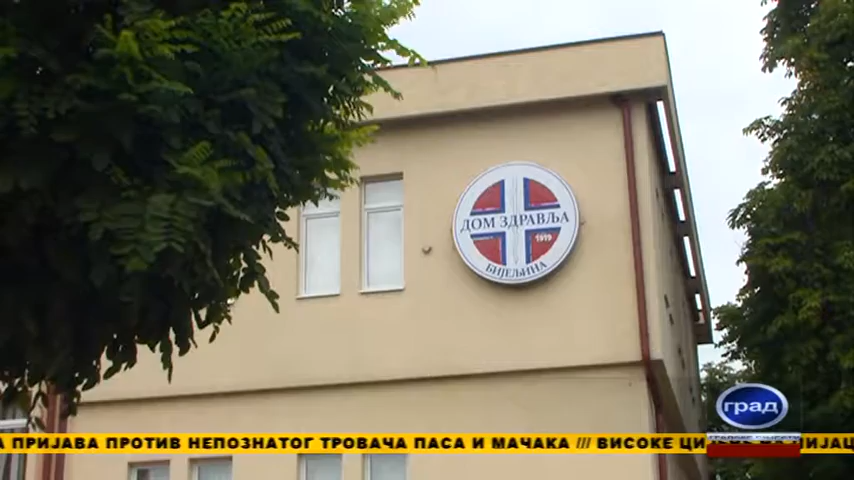 ДОМ ЗДРАВЉА
1919
БИЈЕЉИНА
град
ПРИЈАВА ПРОТИВ НЕПОЗНАТОГ ТРОВАЧА ПАСА И МАЧАКА /// ВИСОКЕ